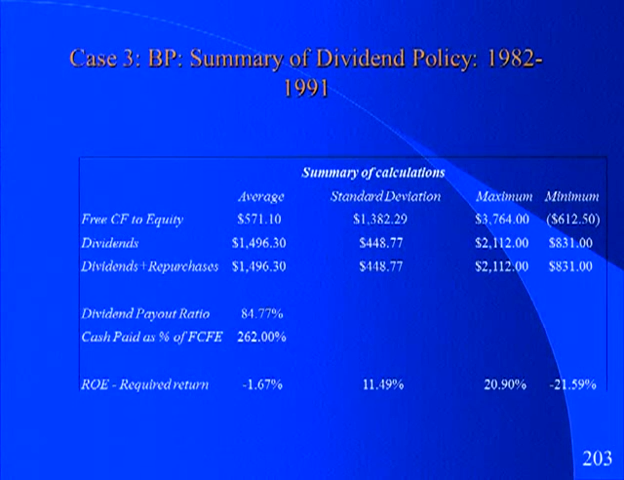 Case 3: BP: Summary of Dividend Policy: 1982-
1991
Summary of calculations
Average Standard Deviation Maximum Minimum
Free CF to Equity $571.10 $1,382.29 $3,764.00 ($612.50)
Dividends $1,496.30 $448.77 $2,112.00 $831.00
Dividends+Repurchases $1,496.30 $448.77 $2,112.00 $831.00
Dividend Payout Ratio 84.77%
Cash Paid as % of FCFE 262.00%
ROE - Required return -1.67% 11.49% 20.90% -21.59%
203